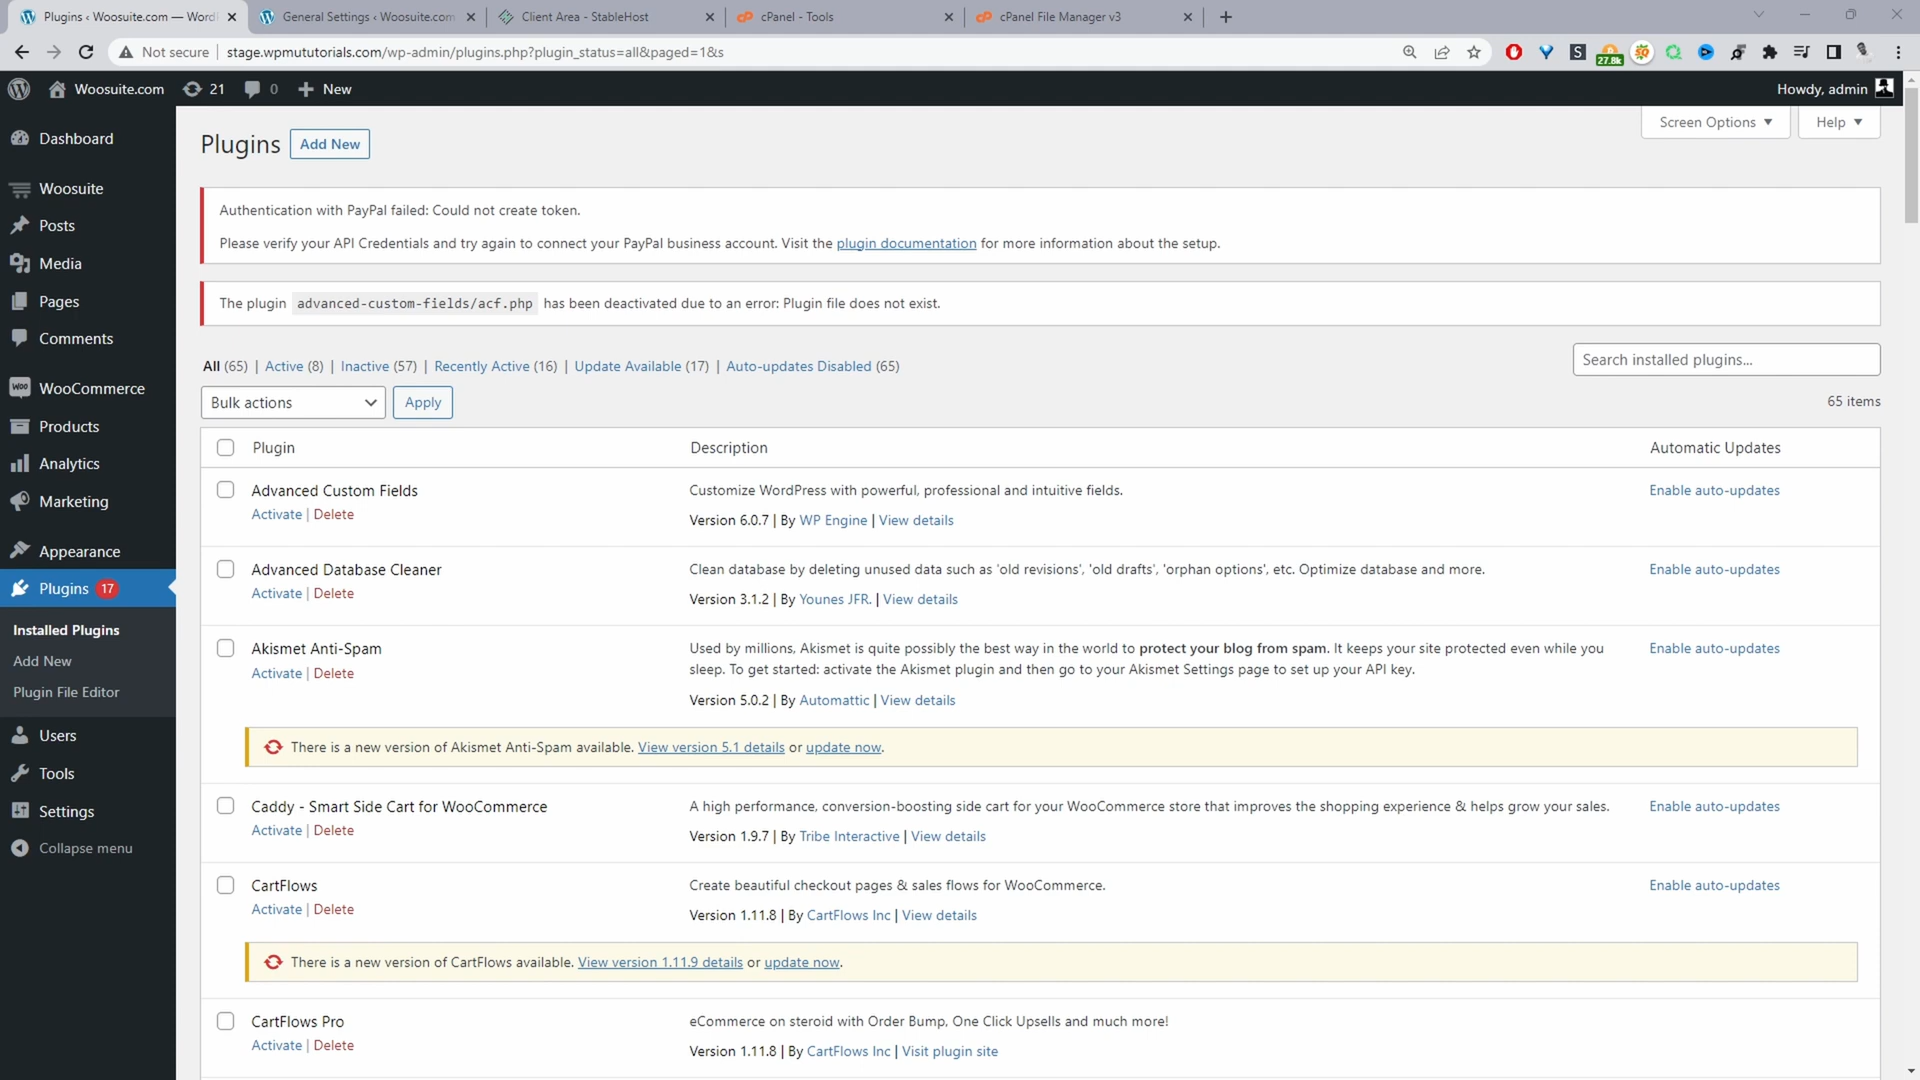 Plugins ‹ Woosuite.com — Word
General Settings ‹ Woosuite.com
Client Area - StableHost
cPanel - Tools
cPanel File Manager v3
Not secure
stage.wpmututorials.com/wp-admin/plugins.php?plugin_status=all&paged=1&s
27.8k
Woosuite.com
21
0
New
Howdy, admin
Dashboard
Woosuite
Posts
Media
Pages
Comments
WooCommerce
Products
Analytics
Marketing
Appearance
Plugins 17
Installed Plugins
Add New
Plugin File Editor
Users
Tools
Settings
Collapse menu
Screen Options
Help
Plugins
Add New
Authentication with PayPal failed: Could not create token.
Please verify your API Credentials and try again to connect your PayPal business account. Visit the plugin documentation for more information about the setup.
The plugin advanced-custom-fields/acf.php has been deactivated due to an error: Plugin file does not exist.
All (65) | Active (8) | Inactive (57) | Recently Active (16) | Update Available (17) | Auto-updates Disabled (65)
Search installed plugins...
Bulk actions
Apply
65 items
Plugin
Description
Automatic Updates
Advanced Custom Fields
Activate | Delete
Customize WordPress with powerful, professional and intuitive fields.
Version 6.0.7 | By WP Engine | View details
Enable auto-updates
Advanced Database Cleaner
Activate | Delete
Clean database by deleting unused data such as 'old revisions', 'old drafts', 'orphan options', etc. Optimize database and more.
Version 3.1.2 | By Younes JFR. | View details
Enable auto-updates
Akismet Anti-Spam
Activate | Delete
Used by millions, Akismet is quite possibly the best way in the world to protect your blog from spam. It keeps your site protected even while you
sleep. To get started: activate the Akismet plugin and then go to your Akismet Settings page to set up your API key.
Version 5.0.2 | By Automattic | View details
Enable auto-updates
There is a new version of Akismet Anti-Spam available. View version 5.1 details or update now.
Caddy - Smart Side Cart for WooCommerce
Activate | Delete
A high performance, conversion-boosting side cart for your WooCommerce store that improves the shopping experience & helps grow your sales.
Version 1.9.7 | By Tribe Interactive | View details
Enable auto-updates
CartFlows
Activate | Delete
Create beautiful checkout pages & sales flows for WooCommerce.
Version 1.11.8 | By CartFlows Inc | View details
Enable auto-updates
There is a new version of CartFlows available. View version 1.11.9 details or update now.
CartFlows Pro
Activate | Delete
eCommerce on steroid with Order Bump, One Click Upsells and much more!
Version 1.11.8 | By CartFlows Inc | Visit plugin site